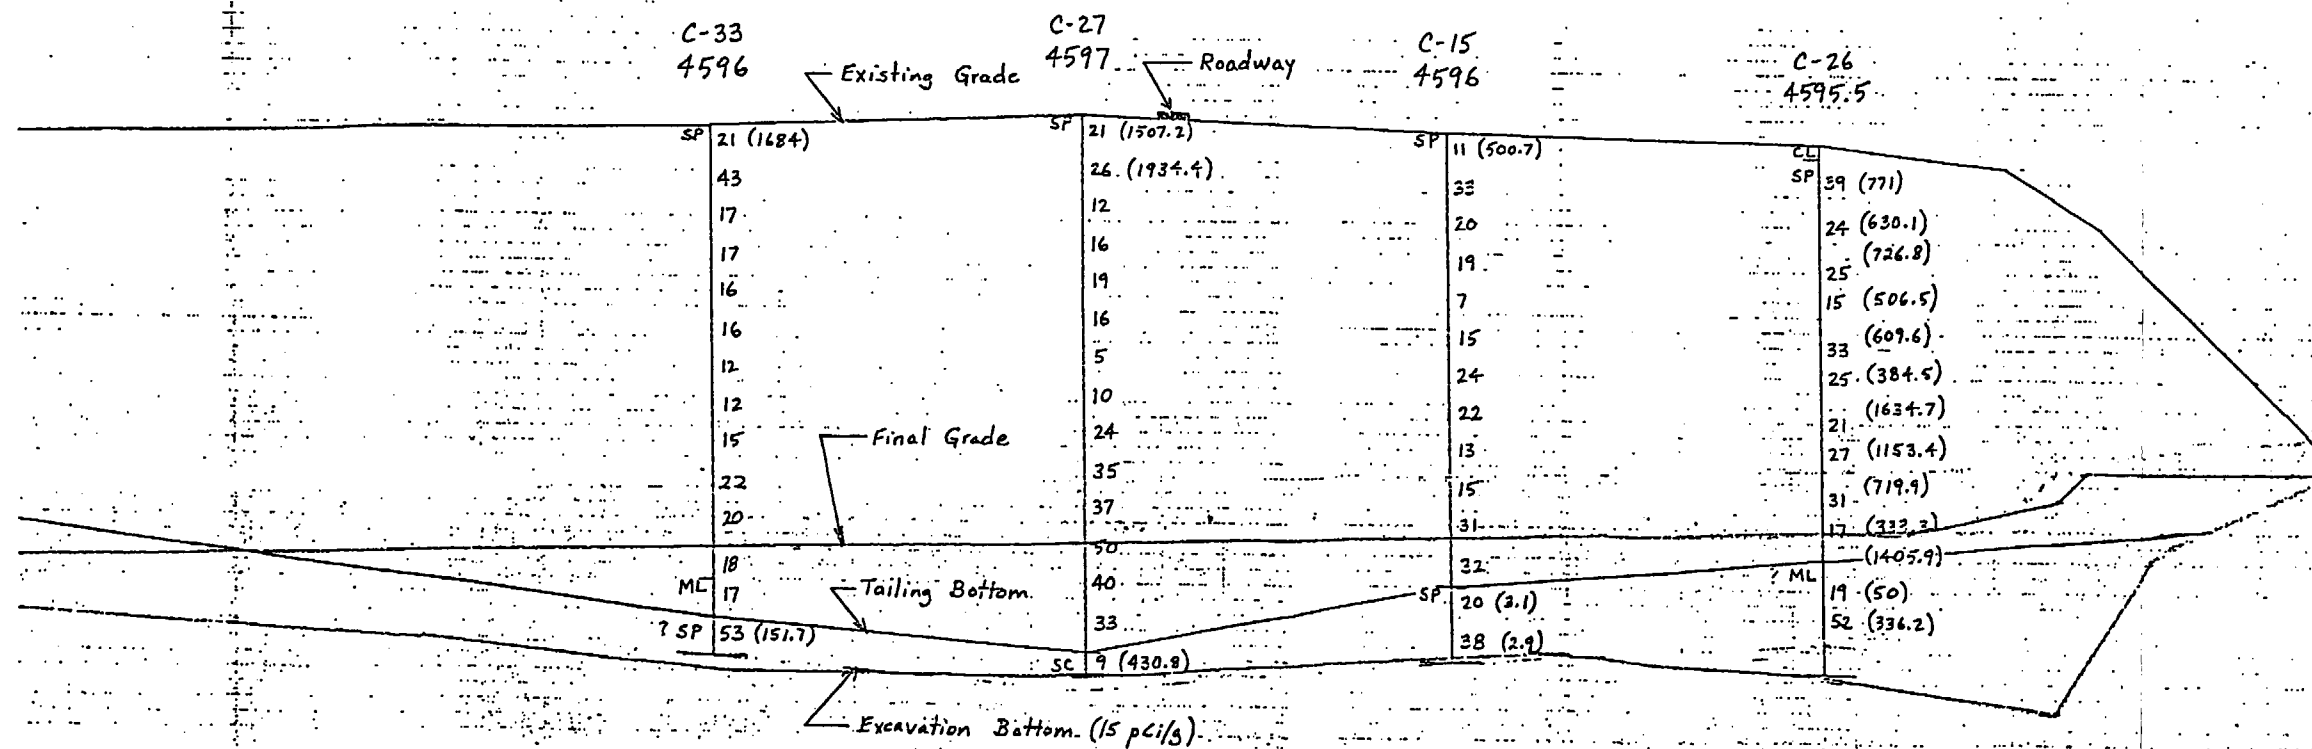 C-33
4596
Existing Grade
C-27
4597
Roadway
C-15
4596
C-26
4595.5
SP 21 (1684)
43
17
17
16
16
12
12
15
22
20
18
ML 17
? SP 53 (151.7)
SP 21 (1507.2)
26 (1934.4)
12
16
19
16
5
10
24
35
37
50
40
33
SC 9 (430.8)
SP 11 (500.7)
33
20
19
7
15
24
22
13
15
31
32
SP 20 (3.1)
38 (2.9)
CL
SP 39 (771)
24 (630.1)
(726.8)
25
15 (506.5)
(609.6)
33
25 (384.5)
(1634.7)
21
27 (1153.4)
(719.9)
31
17 (333.3)
(1405.9)
? ML
19 (50)
52 (336.2)
Final Grade
Tailing Bottom
Excavation Bottom (15 pCi/g)